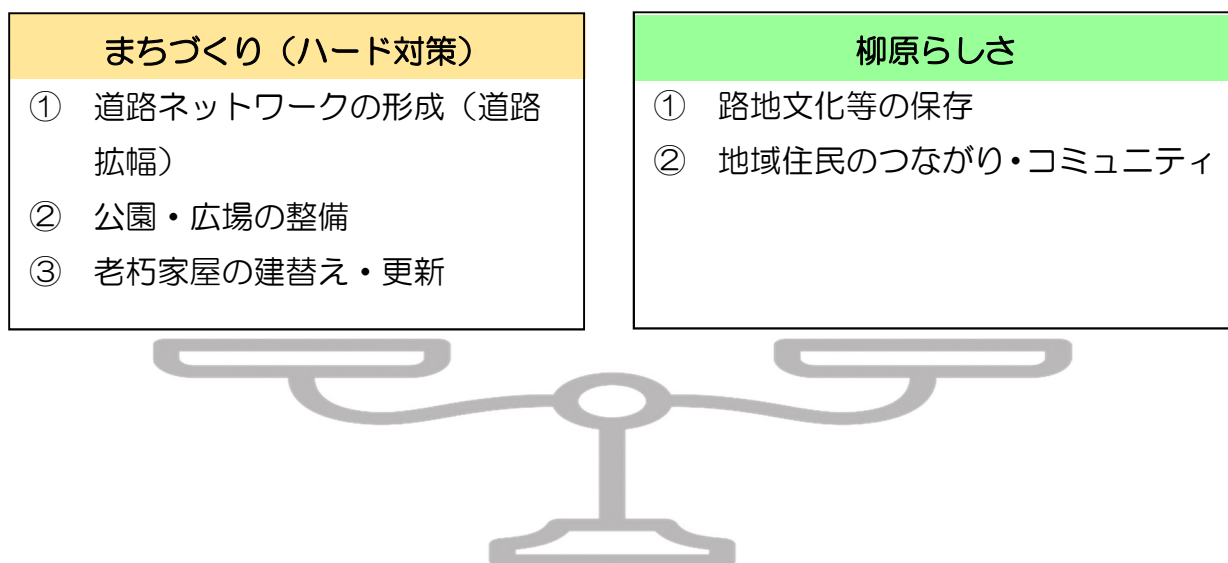 まちづくり（ハード対策）
① 道路ネットワークの形成（道路
拡幅）
② 公園・広場の整備
③ 老朽家屋の建替え・更新
柳原らしさ
① 路地文化等の保存
② 地域住民のつながり・コミュニティ